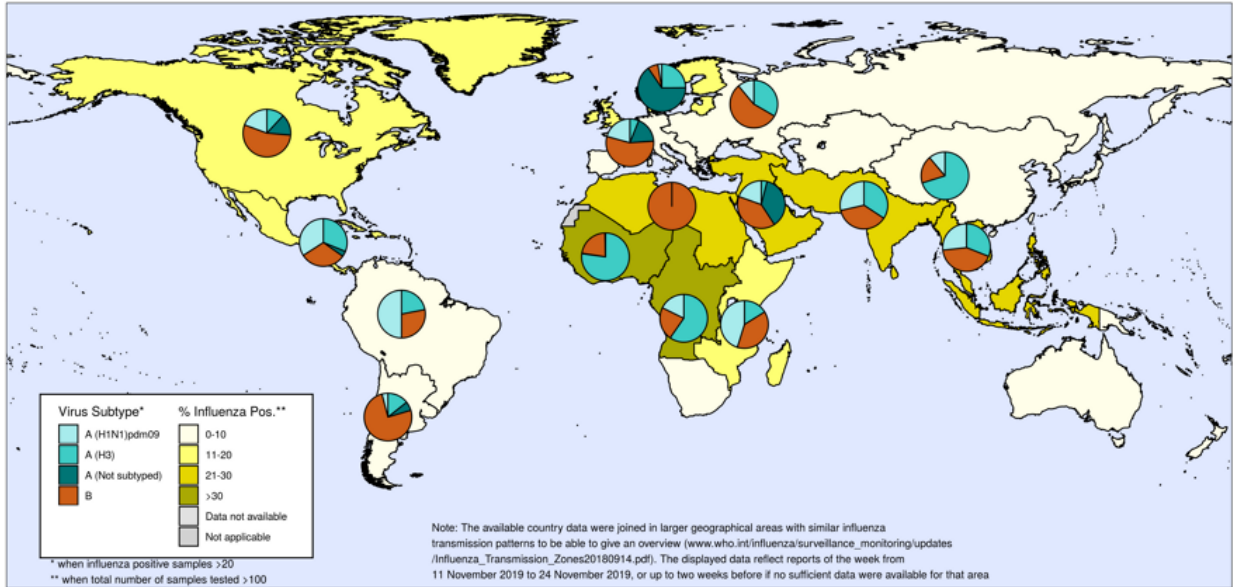 Virus Subtype*
A (H1N1)pdm09
A (H3)
A (Not subtyped)
B
% Influenza Pos.**
0-10
11-20
21-30
>30
Data not available
Not applicable
* when influenza positive samples >20
** when total number of samples tested >100
Note: The available country data were joined in larger geographical areas with similar influenza
transmission patterns to be able to give an overview (www.who.int/influenza/surveillance_monitoring/updates
/Influenza_Transmission_Zones20180914.pdf). The displayed data reflect reports of the week from
11 November 2019 to 24 November 2019, or up to two weeks before if no sufficient data were available for that area